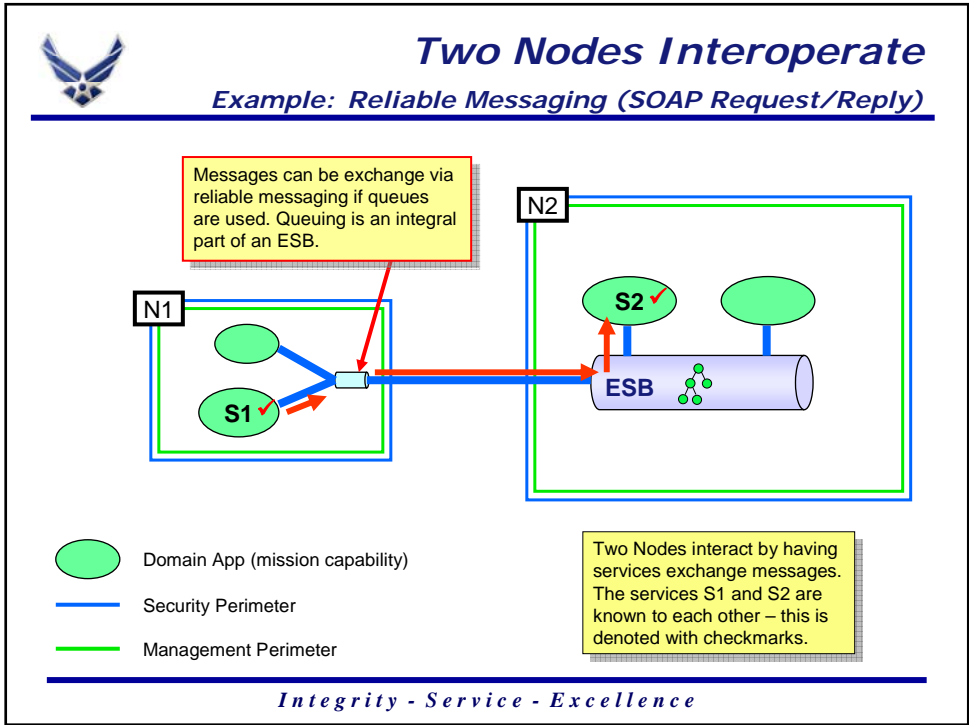 Two Nodes Interoperate
Example: Reliable Messaging (SOAP Request/Reply)
Messages can be exchange via
reliable messaging if queues
are used. Queuing is an integral
part of an ESB.
N1
S1
N2
S2
ESB
Domain App (mission capability)
Security Perimeter
Management Perimeter
Two Nodes interact by having
services exchange messages.
The services S1 and S2 are
known to each other – this is
denoted with checkmarks.
Integrity - Service - Excellence